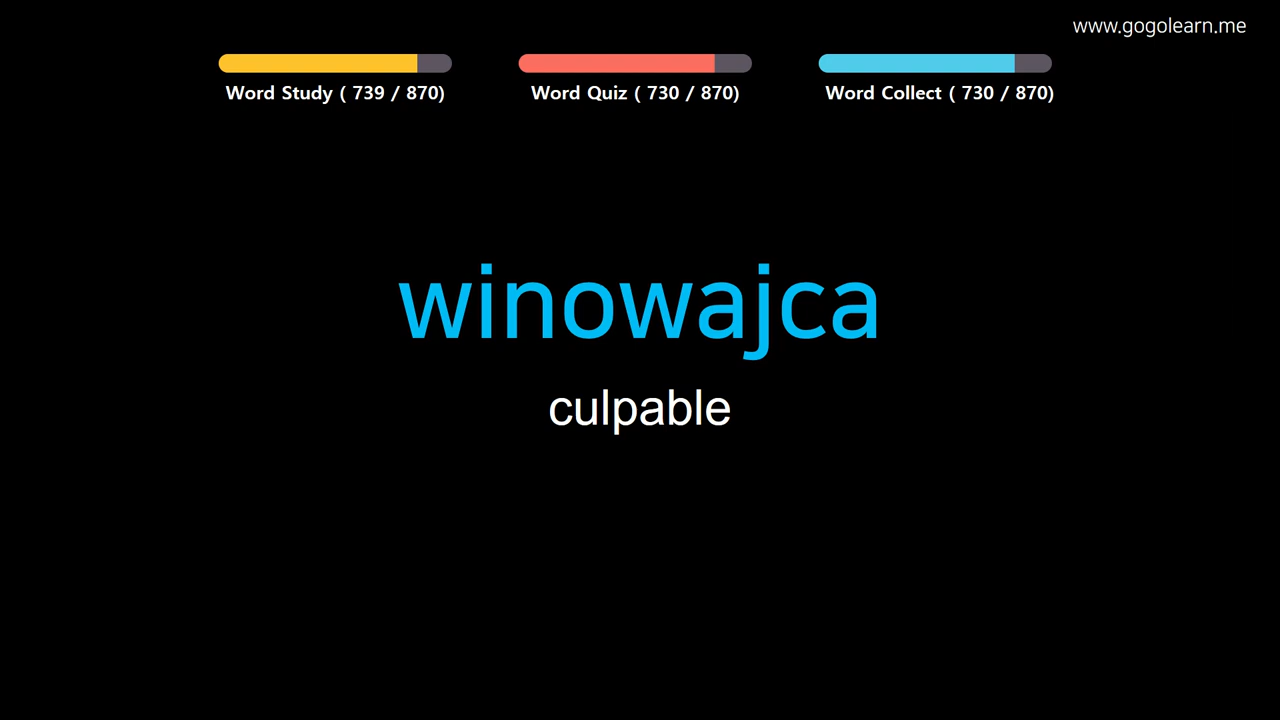 www.gogolearn.me
Word Study ( 739 / 870)
Word Quiz ( 730 / 870)
Word Collect ( 730 / 870)
winowajca
culpable